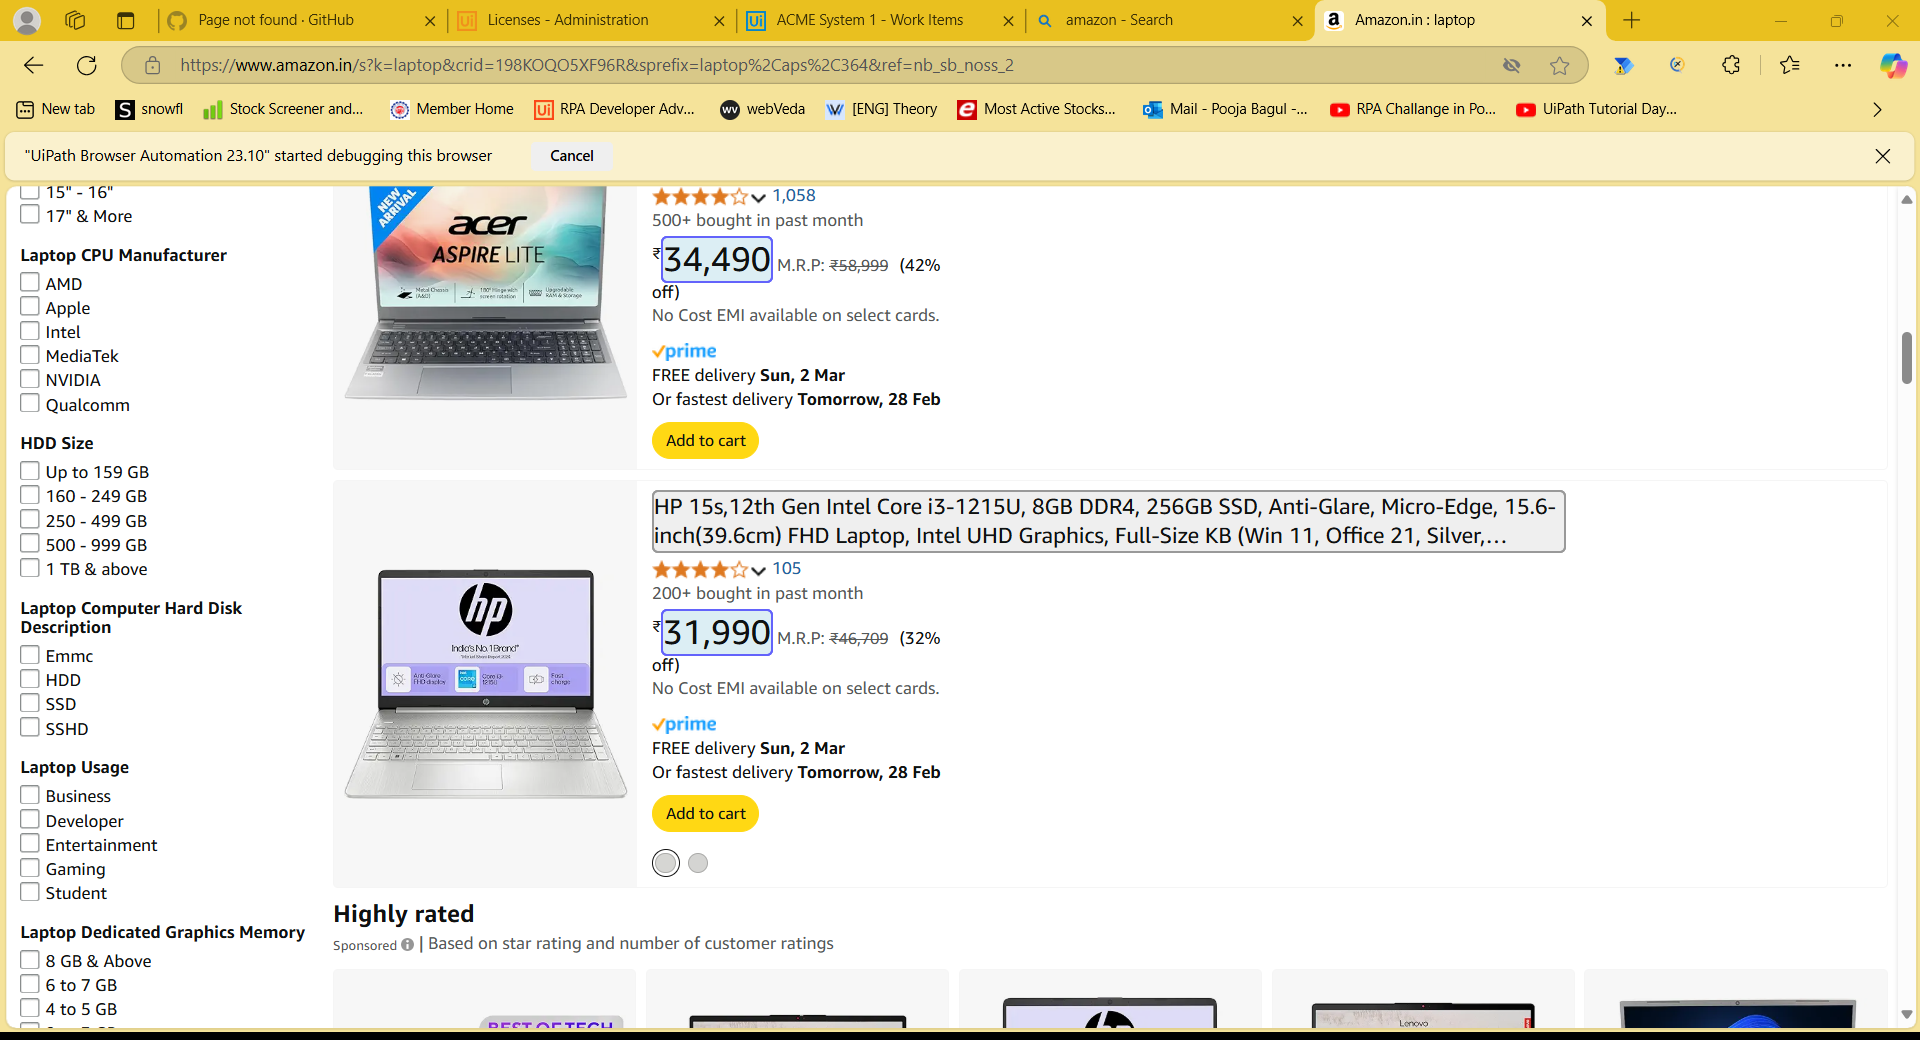 Page not found · GitHub
Licenses - Administration
ACME System 1 - Work Items
amazon - Search
Amazon.in : laptop
https://www.amazon.in/s?k=laptop&crid=198KOQO5XF96R&sprefix=laptop%2Caps%2C364&ref=nb_sb_noss_2
New tab
snowfl
Stock Screener and...
Member Home
RPA Developer Adv...
webVeda
[ENG] Theory
Most Active Stocks...
Mail - Pooja Bagul -...
RPA Challange in Po...
UiPath Tutorial Day...
"UiPath Browser Automation 23.10" started debugging this browser
Cancel
15" - 16"
17" & More
Laptop CPU Manufacturer
AMD
Apple
Intel
MediaTek
NVIDIA
Qualcomm
HDD Size
Up to 159 GB
160 - 249 GB
250 - 499 GB
500 - 999 GB
1 TB & above
Laptop Computer Hard Disk
Description
Emmc
HDD
SSD
SSHD
Laptop Usage
Business
Developer
Entertainment
Gaming
Student
Laptop Dedicated Graphics Memory
8 GB & Above
6 to 7 GB
4 to 5 GB
NEW ARRIVAL
acer
ASPIRE LITE
1,058
500+ bought in past month
₹34,490 M.R.P: ₹58,999 (42%
off)
No Cost EMI available on select cards.
prime
FREE delivery Sun, 2 Mar
Or fastest delivery Tomorrow, 28 Feb
Add to cart
hp
India's No. 1 Brand*
HP 15s,12th Gen Intel Core i3-1215U, 8GB DDR4, 256GB SSD, Anti-Glare, Micro-Edge, 15.6-
inch(39.6cm) FHD Laptop, Intel UHD Graphics, Full-Size KB (Win 11, Office 21, Silver,...
105
200+ bought in past month
₹31,990 M.R.P: ₹46,709 (32%
off)
No Cost EMI available on select cards.
prime
FREE delivery Sun, 2 Mar
Or fastest delivery Tomorrow, 28 Feb
Add to cart
Highly rated
Sponsored | Based on star rating and number of customer ratings
BEST OF TECH
Lenovo